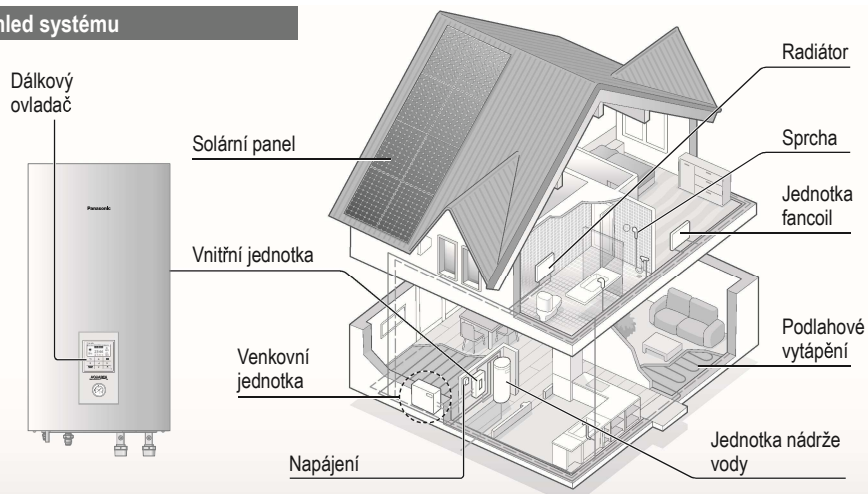 hled systému
Dálkový
ovladač
Panasonic
Solární panel
Vnitřní jednotka
Venkovní
jednotka
Napájení
Radiátor
Sprcha
Jednotka
fancoil
Podlahové
vytápění
Jednotka nádrže
vody